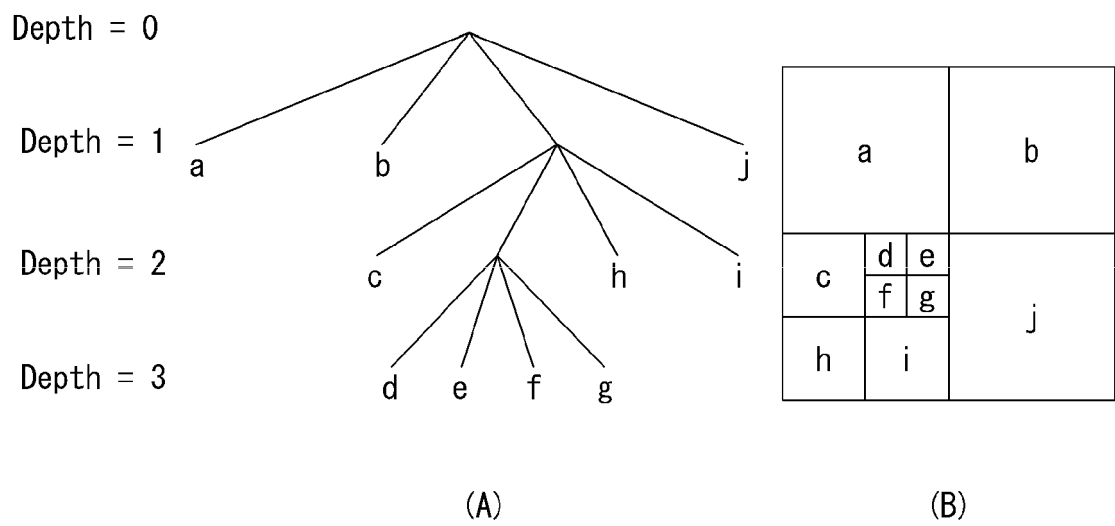 Depth = 0
Depth = 1
a
b
j
Depth = 2
c
h
i
Depth = 3
d
e
f
g
(A)
a
b
c
d
e
f
g
h
i
j
(B)